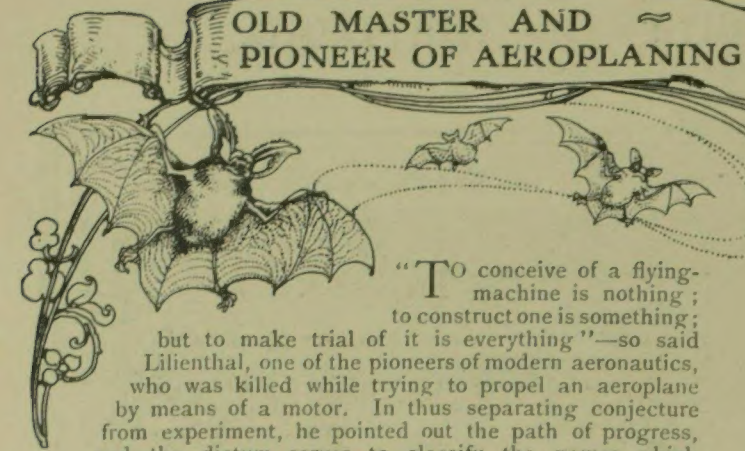 OLD MASTER AND
PIONEER OF AEROPLANING
"TO conceive of a flying-
machine is nothing;
to construct one is something;
but to make trial of it is everything"—so said
Lilienthal, one of the pioneers of modern aeronautics,
who was killed while trying to propel an aeroplane
by means of a motor. In thus separating conjecture
from experiment, he pointed out the path of progress,